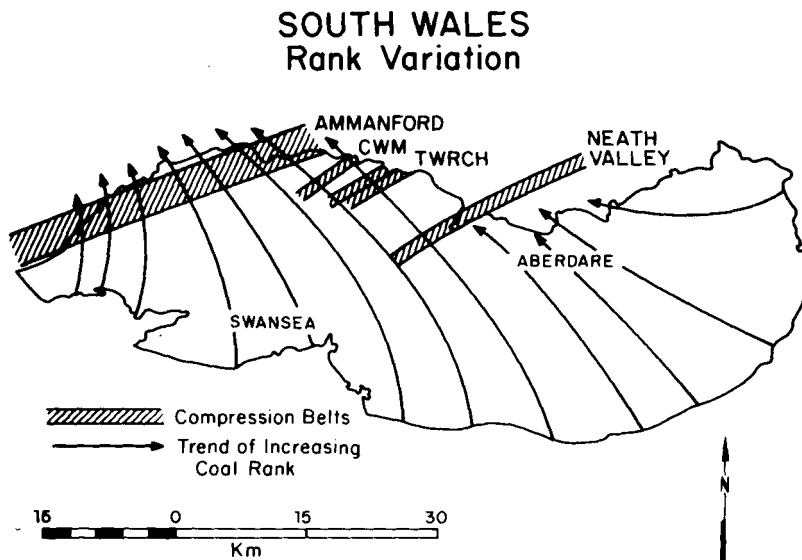 SOUTH WALES
Rank Variation
AMMANFORD
CWM
TWRCH
NEATH
VALLEY
ABERDARE
SWANSEA
Compression Belts
Trend of Increasing
Coal Rank
N
15 0 15 30
Km